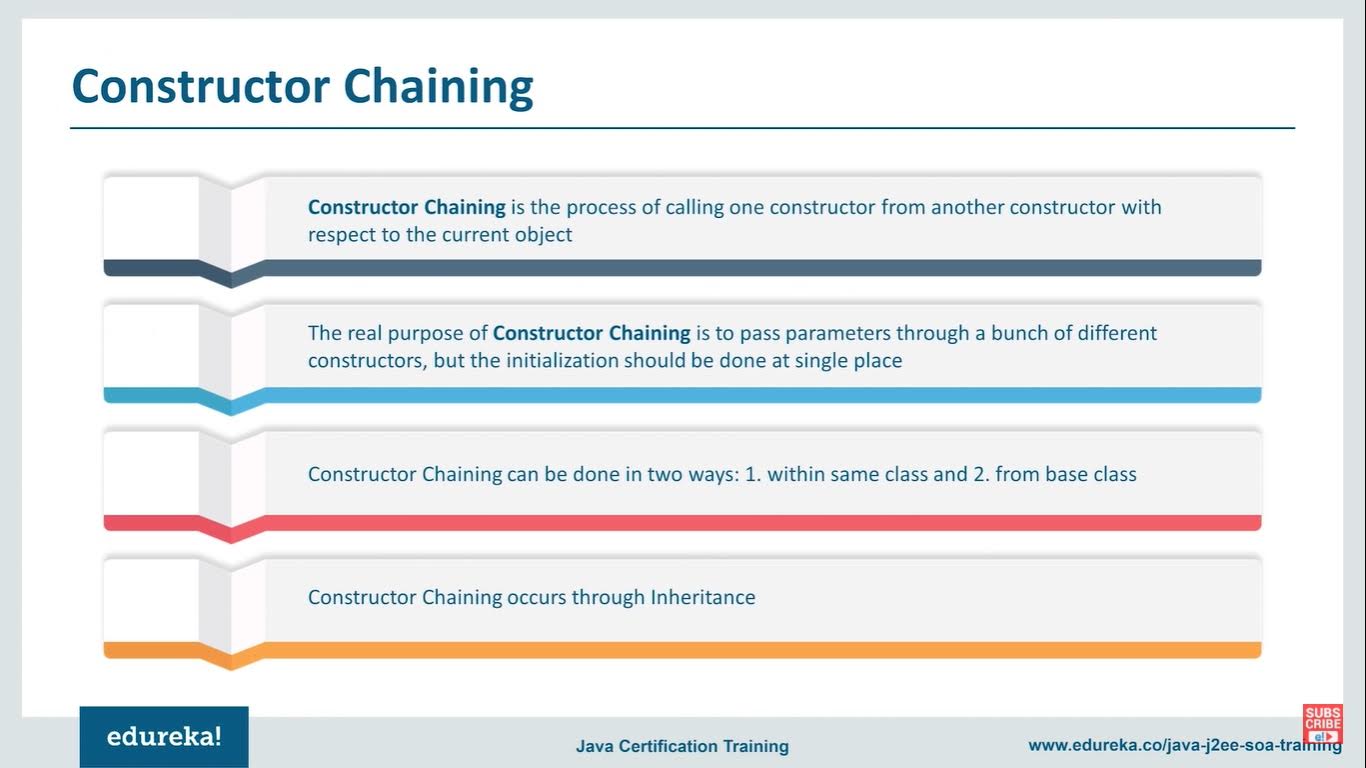 Constructor Chaining
Constructor Chaining is the process of calling one constructor from another constructor with
respect to the current object
The real purpose of Constructor Chaining is to pass parameters through a bunch of different
constructors, but the initialization should be done at single place
Constructor Chaining can be done in two ways: 1. within same class and 2. from base class
Constructor Chaining occurs through Inheritance
edureka!
Java Certification Training
www.edureka.co/java-j2ee-soa-training
SUBS
CRIBE
e!